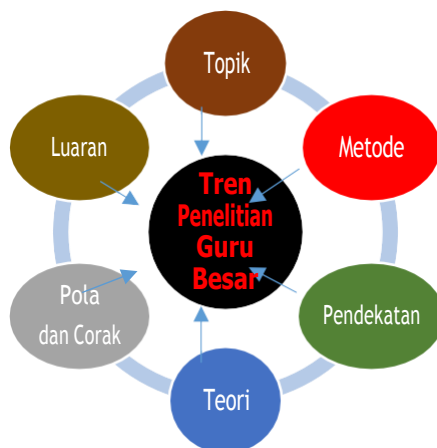 Topik
Luaran
Metode
Tren
Penelitian
Guru
Besar
Pola
dan Corak
Pendekatan
Teori